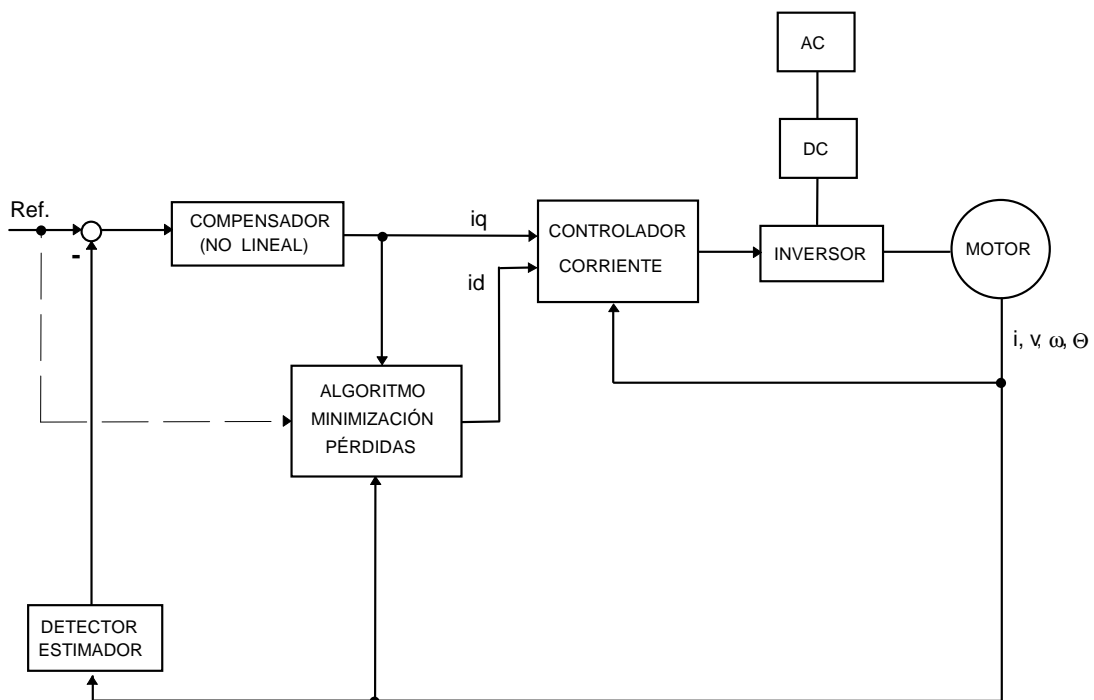 AC
DC
Ref.
COMPENSADOR
(NO LINEAL)
iq
CONTROLADOR
CORRIENTE
INVERSOR
MOTOR
-
id
i, v, ω, Θ
ALGORITMO
MINIMIZACIÓN
PÉRDIDAS
DETECTOR
ESTIMADOR